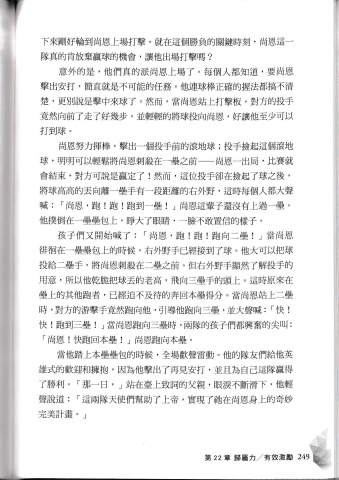 下來剛好輪到尚恩上場打擊。就在這個勝負的關鍵時刻，尚恩這一
隊真的肯放棄贏球的機會，讓他出場打擊嗎？
意外的是，他們真的派尚恩上場了。每個人都知道，要尚恩
擊出安打，簡直就是不可能的任務。他連球棒正確的握法都搞不清
楚，更別說是擊中來球了。然而，當尚恩站上打擊板，對方的投手
竟然向前了走了好幾步，並輕輕的將球投向尚恩，好讓他至少可以
打到球。
尚恩努力揮棒，擊出一個投手前的滾地球；投手撿起這個滾地
球，明明可以輕鬆將尚恩刺殺在一壘之前──尚恩一出局，比賽就
會結束，對方可說是贏定了！然而，這位投手卻在撿起了球之後，
將球高高的丟向離一壘手有一段距離的右外野，這時每個人都大聲
喊：「尚恩，跑！跑！跑到一壘！」尚恩這輩子還沒有上過一壘。
他撲倒在一壘壘包上，睜大了眼睛，一臉不敢置信的樣子。
孩子們又開始喊了：「尚恩，跑！跑！跑向二壘！」當尚恩
徘徊在一壘壘包上的時候，右外野手已經接到了球。他大可以把球
投給二壘手，將尚恩刺殺在二壘之前。但右外野手顯然了解投手的
用意，所以他乾脆把球丟的老高，飛向三壘手的頭上。這時原來在
壘上的其他跑者，已經迫不及待的奔回本壘得分。當尚恩站上二壘
時，對方的游擊手竟然跑向他，引導他跑向三壘，並大聲喊：「快！
快！跑到三壘！」當尚恩跑向三壘時，兩隊的孩子們都興奮的尖叫：
「尚恩！快跑回本壘！」尚恩跑向本壘。
當他踏上本壘壘包的時候，全場歡聲雷動。他的隊友們給他英
雄式的歡迎和擁抱，因為他擊出了再見安打，並且為自己這隊贏得
了勝利。「那一日，」站在臺上致詞的父親，眼淚不斷滑下，他輕
聲說道：「這兩隊天使們幫助了上帝，實現了祂在尚恩身上的奇妙
完美計畫。」
第 22 章 歸屬力／有效激勵 249